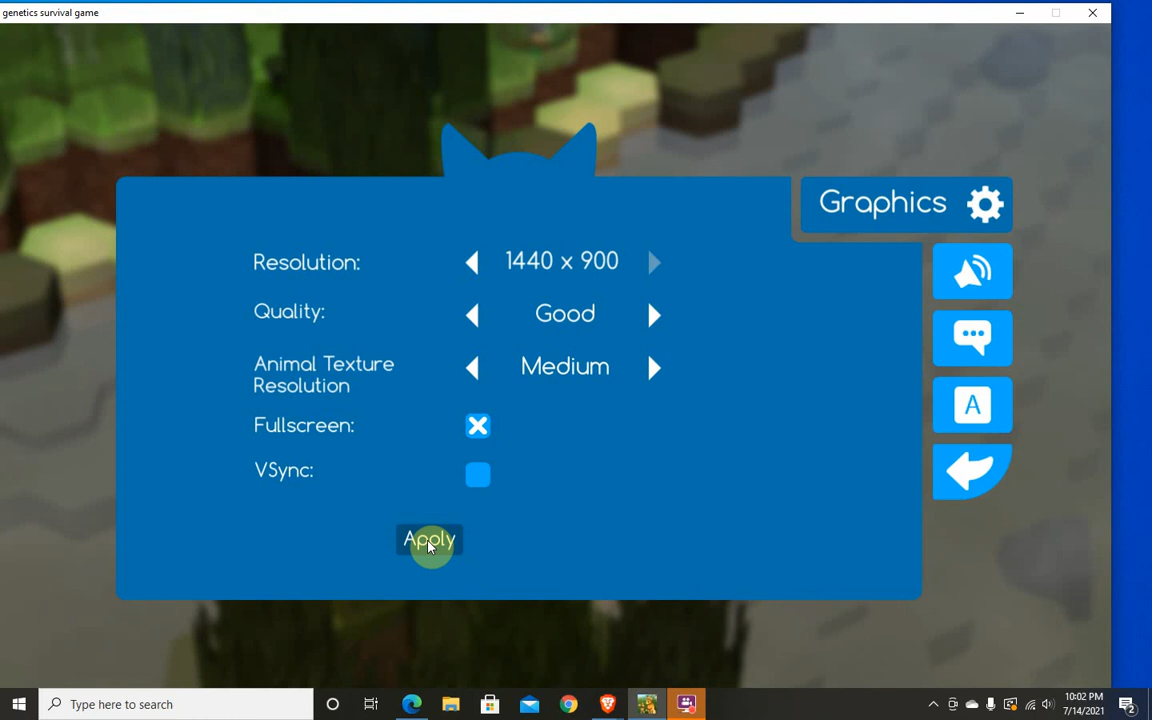 genetics survival game
Graphics
Resolution: 1440 x 900
Quality: Good
Animal Texture Resolution Medium
Fullscreen:
VSync:
A
Apply
Type here to search
10:02 PM
7/14/2021
2